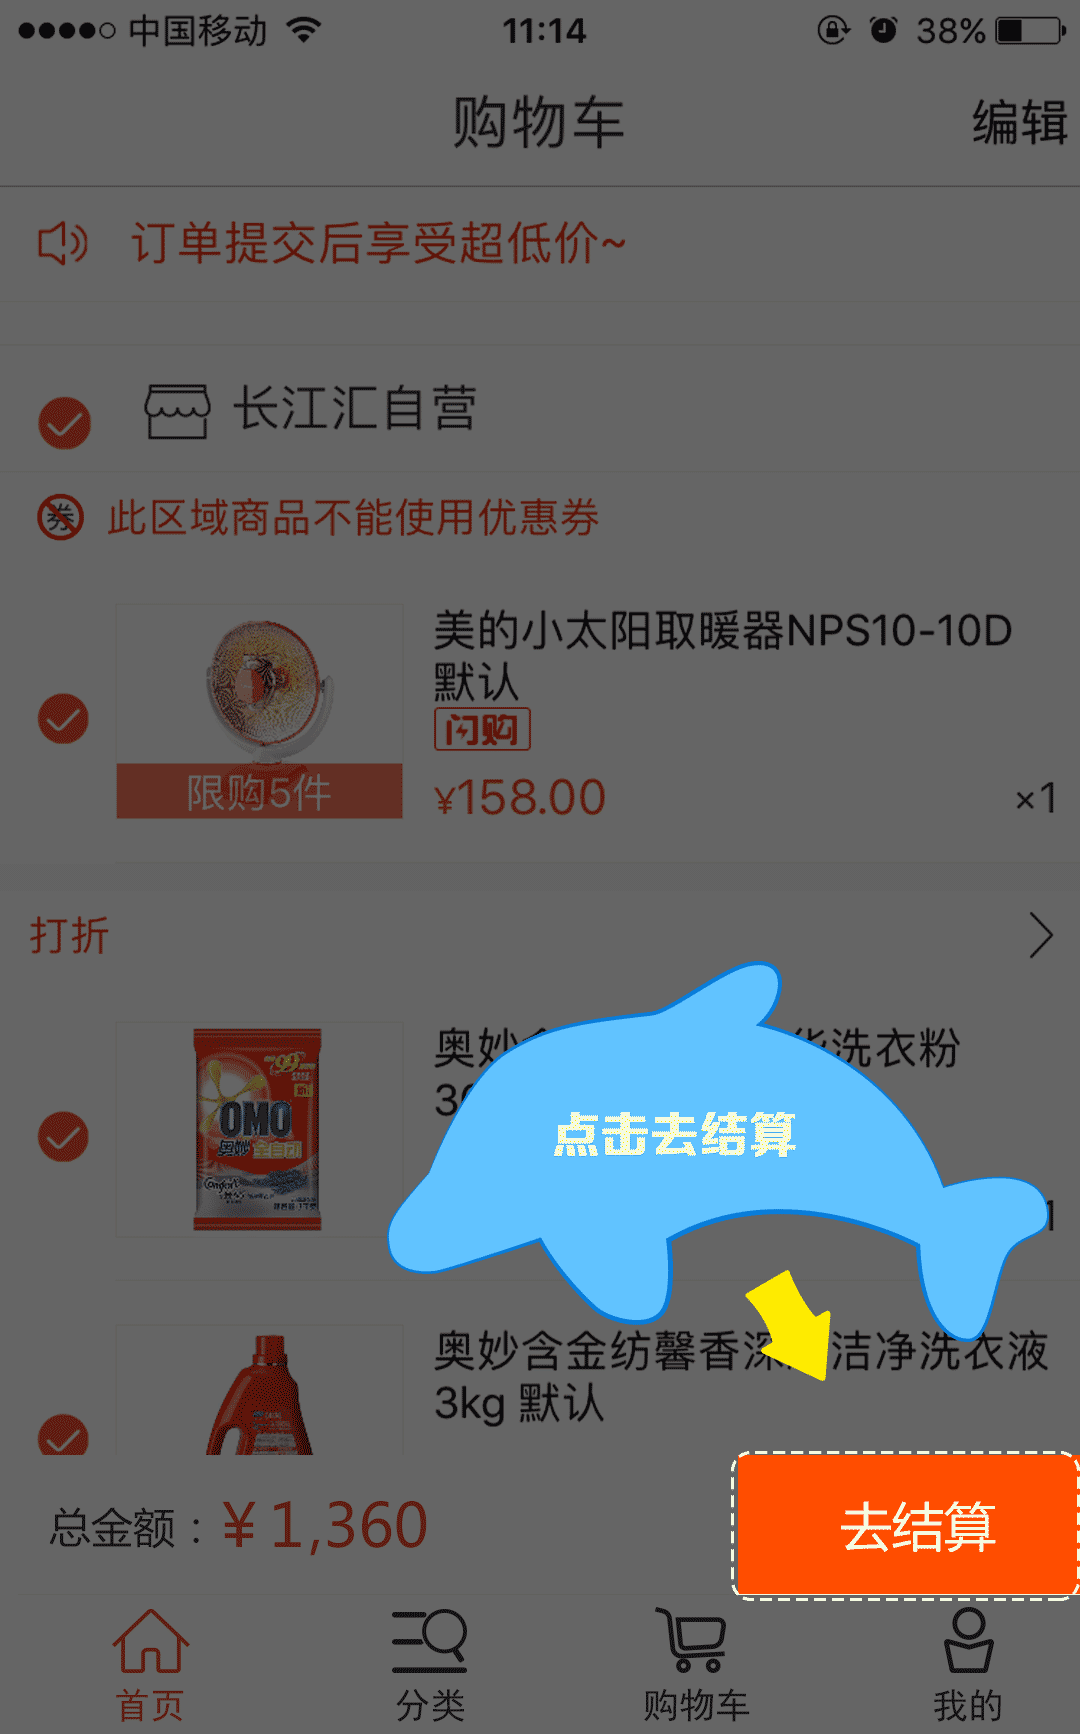 中国移动
11:14
38%
购物车
编辑
订单提交后享受超低价~
长江汇自营
券
此区域商品不能使用优惠券
美的小太阳取暖器NPS10-10D
默认
闪购
限购5件
¥158.00
×1
打折
奥妙
洗衣粉
3
OMO
奥妙 全自动
Comfort
99
点击去结算
1
奥妙含金纺馨香深
洁净洗衣液
3kg 默认
总金额：¥1,360
去结算
首页
分类
购物车
我的